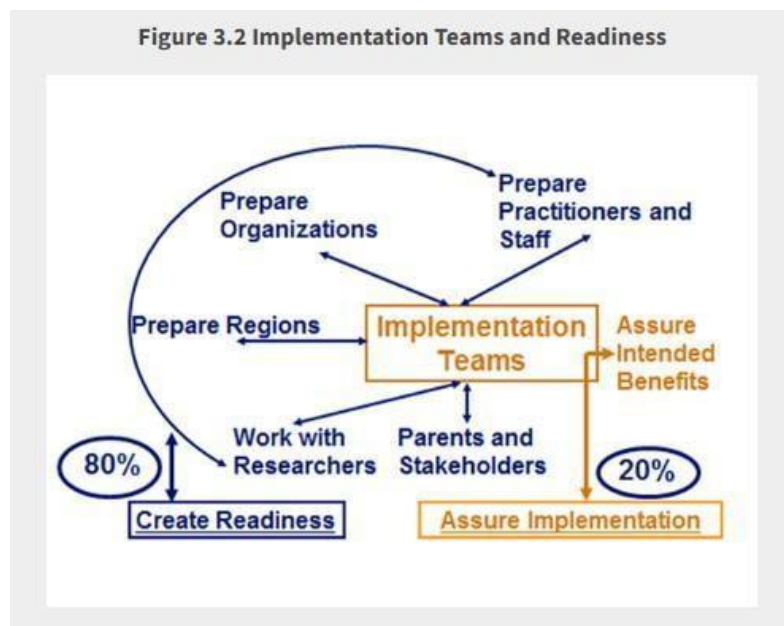 Figure 3.2 Implementation Teams and Readiness
Prepare
Organizations
Prepare
Practitioners and
Staff
Prepare Regions
Implementation
Teams
Assure
Intended
Benefits
Work with
Researchers
Parents and
Stakeholders
80%
20%
Create Readiness
Assure Implementation